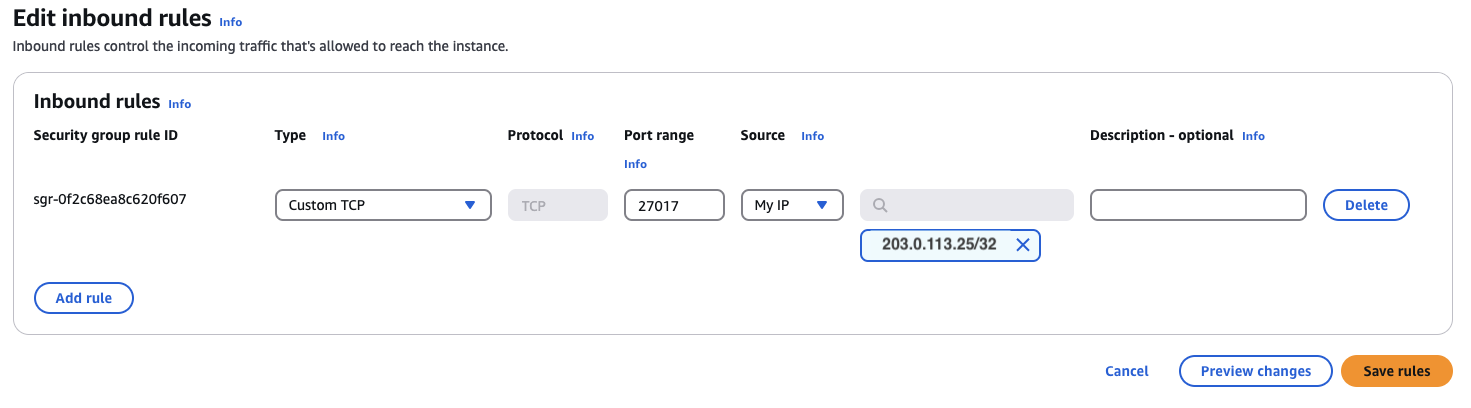 Edit inbound rules Info
Inbound rules control the incoming traffic that's allowed to reach the instance.
Inbound rules Info
Security group rule ID Type Info Protocol Info Port range Info Source Info Description - optional Info
sgr-0f2c68ea8c620f607 Custom TCP TCP 27017 My IP Delete
203.0.113.25/32
Add rule
Cancel Preview changes Save rules